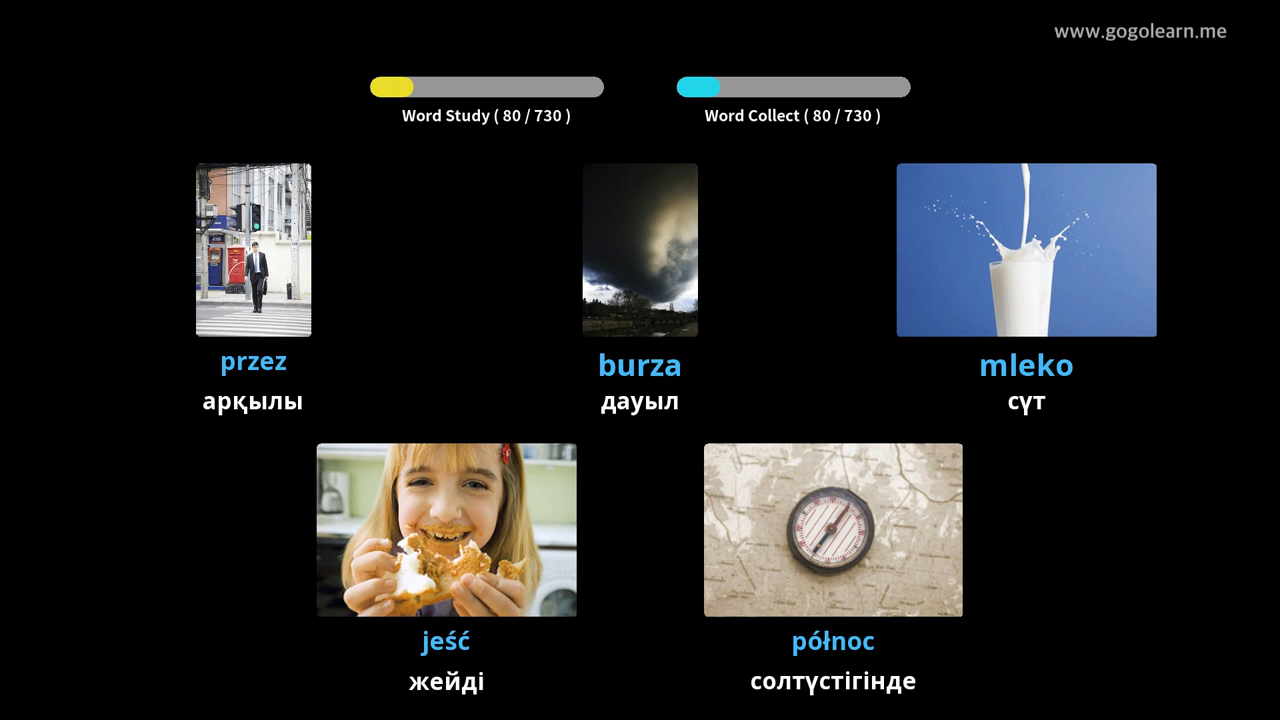 www.gogolearn.me
Word Study ( 80 / 730 )
Word Collect ( 80 / 730 )
przez
арқылы
burza
дауыл
mleko
сүт
jeść
жейді
północ
солтүстігінде